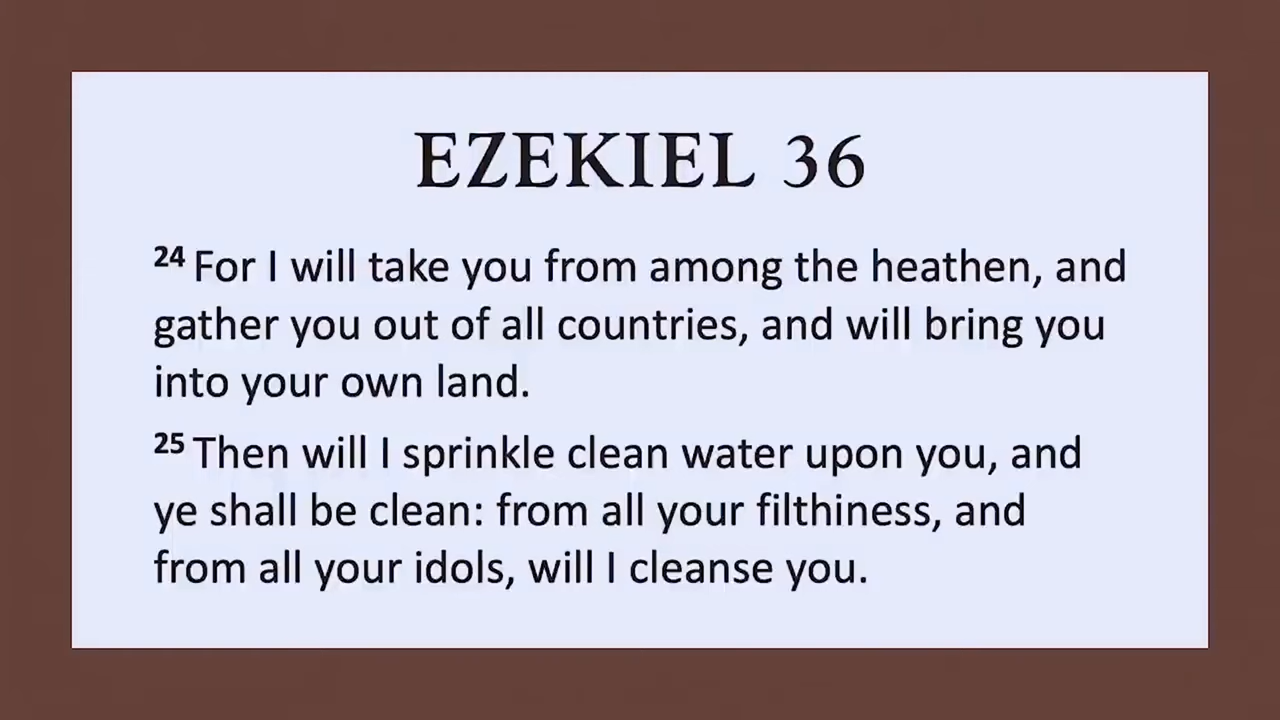 EZEKIEL 36
24 For I will take you from among the heathen, and
gather you out of all countries, and will bring you
into your own land.
25 Then will I sprinkle clean water upon you, and
ye shall be clean: from all your filthiness, and
from all your idols, will I cleanse you.